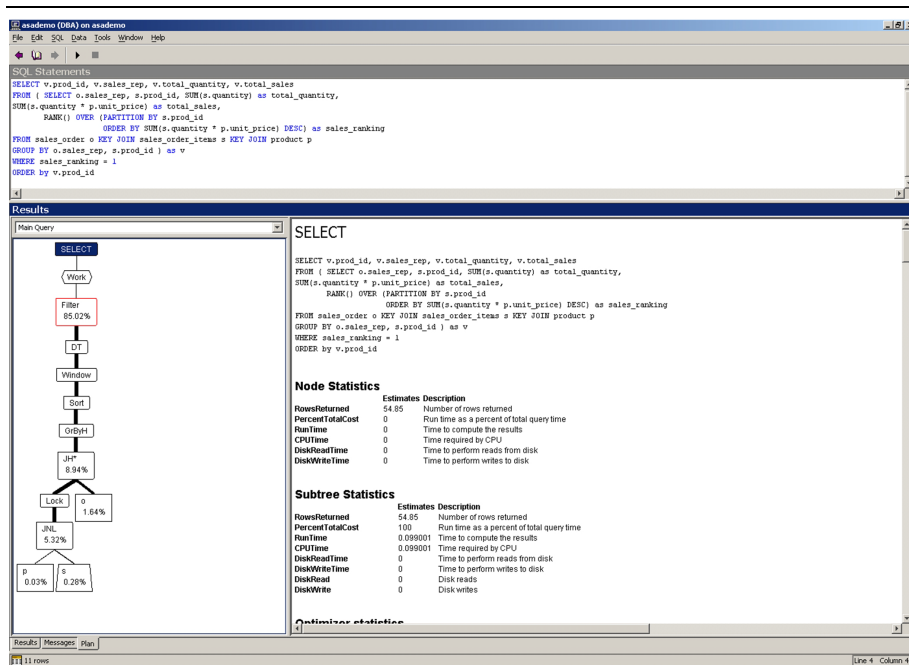 asademo (DBA) on asademo
File Edit SQL Data Tools Window Help
SQL Statements
SELECT v.prod_id, v.sales_rep, v.total_quantity, v.total_sales
FROM ( SELECT o.sales_rep, s.prod_id, SUM(s.quantity) as total_quantity,
SUM(s.quantity * p.unit_price) as total_sales,
RANK() OVER (PARTITION BY s.prod_id
ORDER BY SUM(s.quantity * p.unit_price) DESC) as sales_ranking
FROM sales_order o KEY JOIN sales_order_items s KEY JOIN product p
GROUP BY o.sales_rep, s.prod_id ) as v
WHERE sales_ranking = 1
ORDER by v.prod_id
Results
Main Query
SELECT
Work
Filter
85.02%
DT
Window
Sort
GrByH
JH*
8.94%
Lock
o
1.64%
JNL
5.32%
p
0.03%
s
0.28%
SELECT
SELECT v.prod_id, v.sales_rep, v.total_quantity, v.total_sales
FROM ( SELECT o.sales_rep, s.prod_id, SUM(s.quantity) as total_quantity,
SUM(s.quantity * p.unit_price) as total_sales,
RANK() OVER (PARTITION BY s.prod_id
ORDER BY SUM(s.quantity * p.unit_price) DESC) as sales_ranking
FROM sales_order o KEY JOIN sales_order_items s KEY JOIN product p
GROUP BY o.sales_rep, s.prod_id ) as v
WHERE sales_ranking = 1
ORDER by v.prod_id
Node Statistics
Estimates Description
RowsReturned 54.85 Number of rows returned
PercentTotalCost 0 Run time as a percent of total query time
RunTime 0 Time to compute the results
CPUTime 0 Time required by CPU
DiskReadTime 0 Time to perform reads from disk
DiskWriteTime 0 Time to perform writes to disk
Subtree Statistics
Estimates Description
RowsReturned 54.85 Number of rows returned
PercentTotalCost 100 Run time as a percent of total query time
RunTime 0.099001 Time to compute the results
CPUTime 0.099001 Time required by CPU
DiskReadTime 0 Time to perform reads from disk
DiskWriteTime 0 Time to perform writes to disk
DiskRead 0 Disk reads
DiskWrite 0 Disk writes
Optimizer statistics
Results Messages Plan
11 rows
Line 4 Column 4